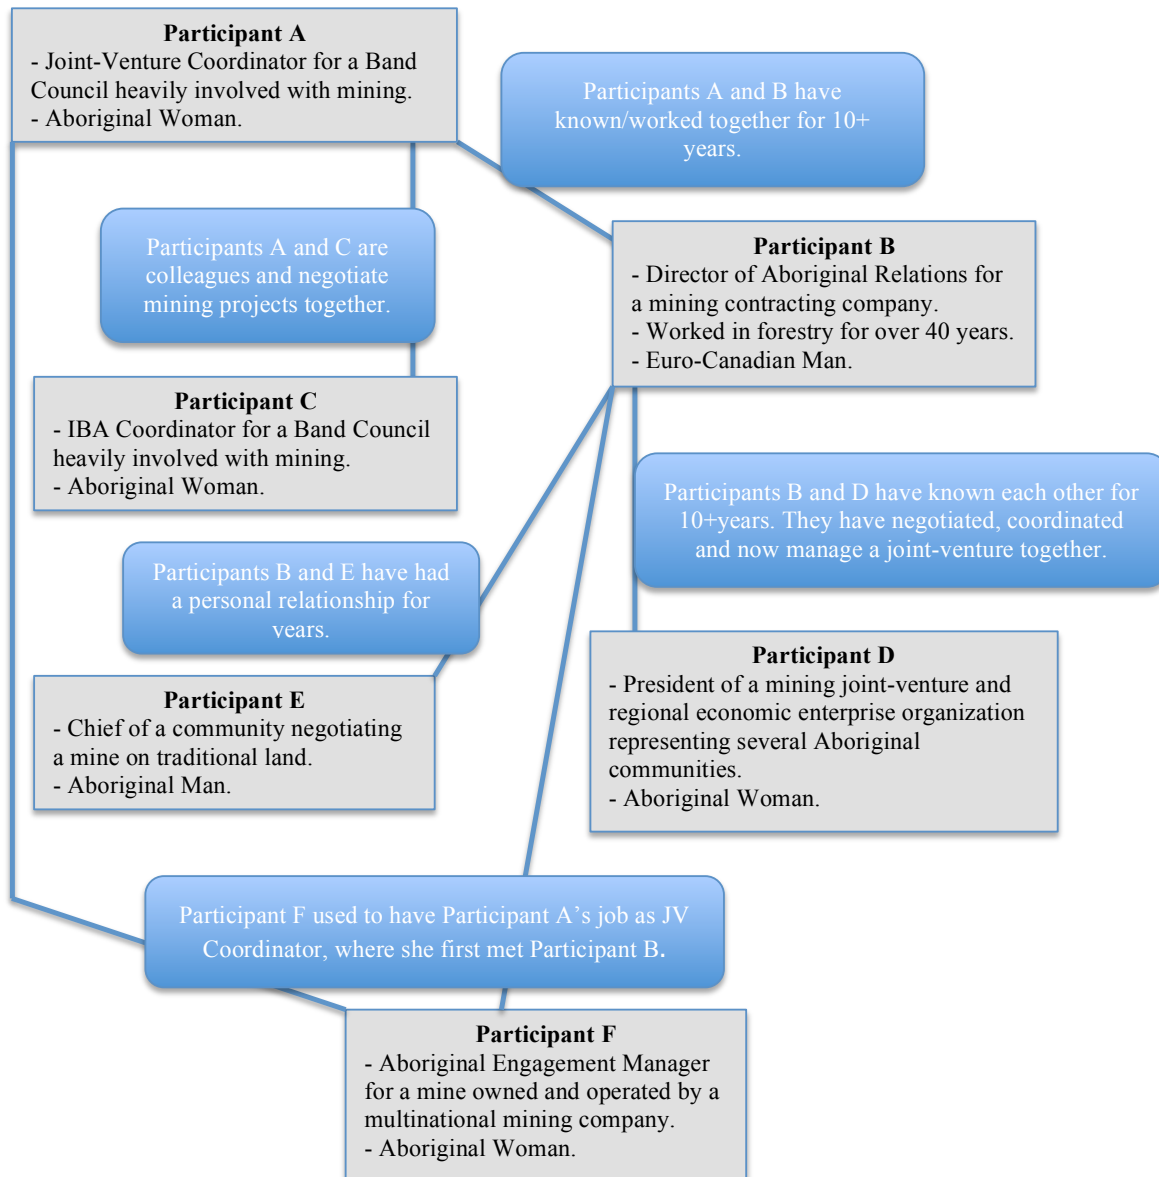 Participant A
- Joint-Venture Coordinator for a Band
Council heavily involved with mining.
- Aboriginal Woman.
Participants A and B have
known/worked together for 10+
years.
Participants A and C are
colleagues and negotiate
mining projects together.
Participant B
- Director of Aboriginal Relations for
a mining contracting company.
- Worked in forestry for over 40 years.
- Euro-Canadian Man.
Participant C
- IBA Coordinator for a Band Council
heavily involved with mining.
- Aboriginal Woman.
Participants B and D have known each other for
10+years. They have negotiated, coordinated
and now manage a joint-venture together.
Participants B and E have had
a personal relationship for
years.
Participant D
- President of a mining joint-venture and
regional economic enterprise organization
representing several Aboriginal
communities.
- Aboriginal Woman.
Participant E
- Chief of a community negotiating
a mine on traditional land.
- Aboriginal Man.
Participant F used to have Participant A’s job as JV
Coordinator, where she first met Participant B.
Participant F
- Aboriginal Engagement Manager
for a mine owned and operated by a
multinational mining company.
- Aboriginal Woman.